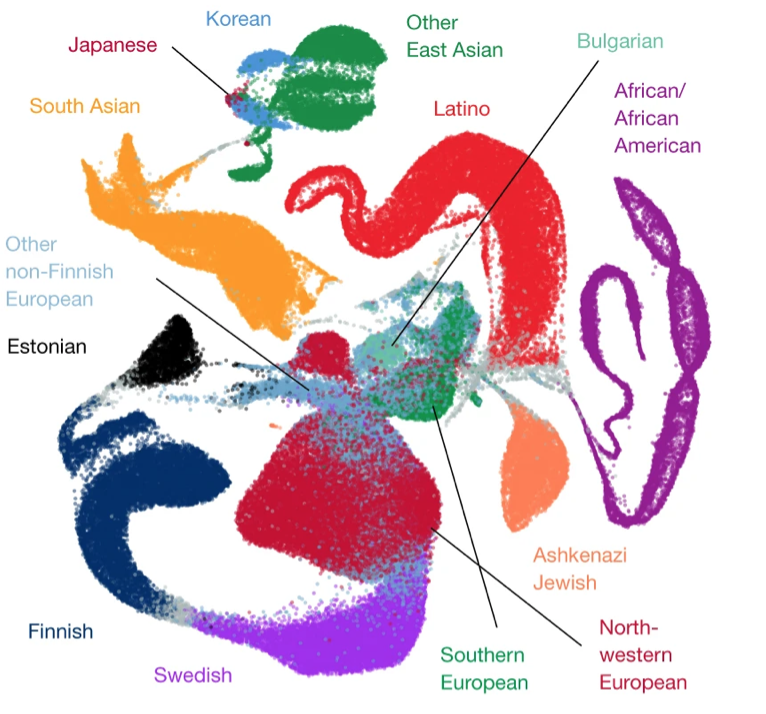 Korean
Other
East Asian
Japanese
Bulgarian
South Asian
Latino
African/
African
American
Other
non-Finnish
European
Estonian
Ashkenazi
Jewish
Finnish
Swedish
Southern
European
North-
western
European